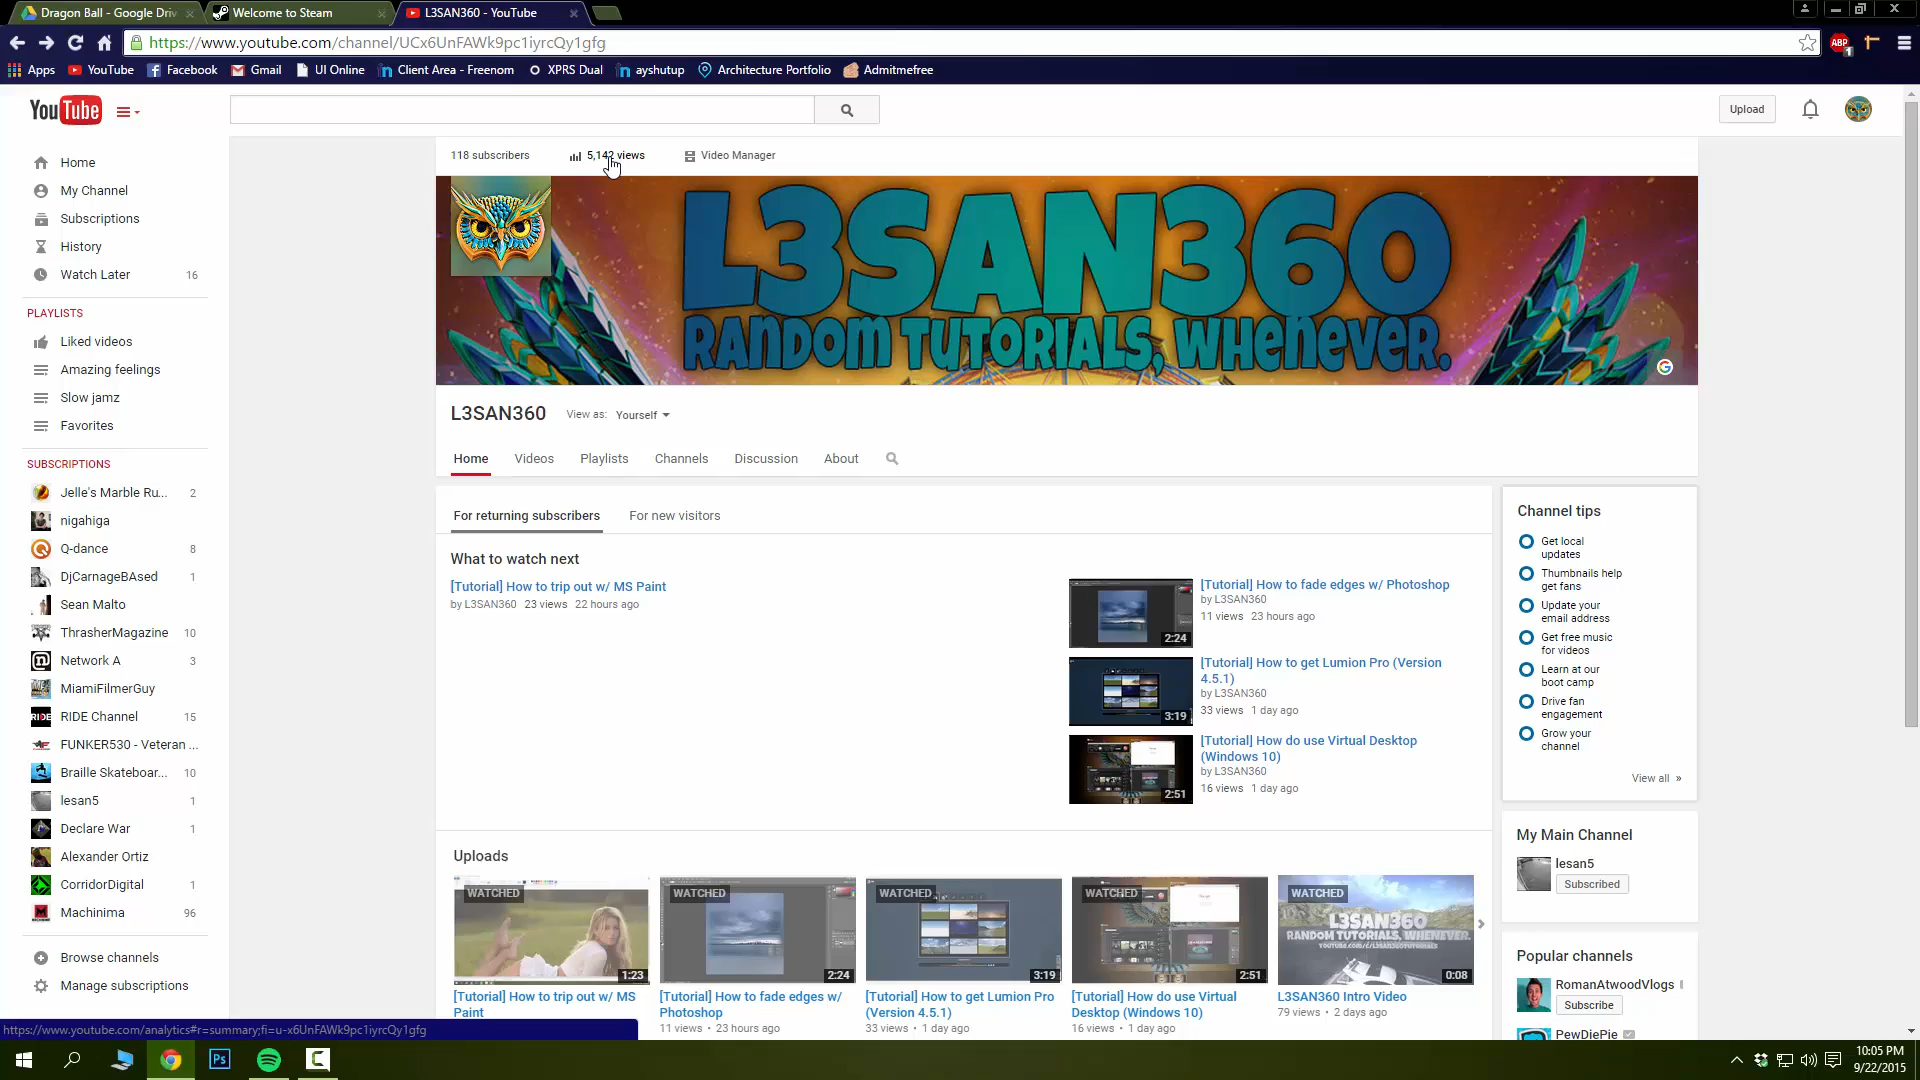 Dragon Ball - Google Driv
Welcome to Steam
L3SAN360 - YouTube
https://www.youtube.com/channel/UCx6UnFAWk9pc1iyrcQy1gfg
ABP
1
Apps
YouTube
Facebook
Gmail
UI Online
Client Area - Freenom
XPRS Dual
ayshutup
Architecture Portfolio
Admitmefree
YouTube
Upload
Home
My Channel
Subscriptions
History
Watch Later 16
PLAYLISTS
Liked videos
Amazing feelings
Slow jamz
Favorites
SUBSCRIPTIONS
Jelle's Marble Ru... 2
nigahiga
Q-dance 8
DjCarnageBAsed 1
Sean Malto
ThrasherMagazine 10
Network A 3
MiamiFilmerGuy
RIDE Channel 15
FUNKER530 - Veteran ...
Braille Skateboar... 10
lesan5 1
Declare War 1
Alexander Ortiz
CorridorDigital 1
Machinima 96
Browse channels
Manage subscriptions
118 subscribers
5,142 views
Video Manager
L3SAN360
RANDOM TUTORIALS, WHENEVER.
L3SAN360
View as: Yourself
Home
Videos
Playlists
Channels
Discussion
About
For returning subscribers
For new visitors
What to watch next
[Tutorial] How to trip out w/ MS Paint
by L3SAN360 23 views 22 hours ago
2:24
[Tutorial] How to fade edges w/ Photoshop
by L3SAN360
11 views 23 hours ago
3:19
[Tutorial] How to get Lumion Pro (Version
4.5.1)
by L3SAN360
33 views 1 day ago
2:51
[Tutorial] How do use Virtual Desktop
(Windows 10)
by L3SAN360
16 views 1 day ago
Uploads
WATCHED
1:23
[Tutorial] How to trip out w/ MS
Paint
WATCHED
2:24
[Tutorial] How to fade edges w/
Photoshop
11 views • 23 hours ago
WATCHED
3:19
[Tutorial] How to get Lumion Pro
(Version 4.5.1)
33 views • 1 day ago
WATCHED
2:51
[Tutorial] How do use Virtual
Desktop (Windows 10)
16 views • 1 day ago
WATCHED
L3SAN360
RANDOM TUTORIALS, WHENEVER.
0:08
L3SAN360 Intro Video
79 views • 2 days ago
Channel tips
Get local
updates
Thumbnails help
get fans
Update your
email address
Get free music
for videos
Learn at our
boot camp
Drive fan
engagement
Grow your
channel
View all »
My Main Channel
lesan5
Subscribed
Popular channels
RomanAtwoodVlogs
Subscribe
PewDiePie
https://www.youtube.com/analytics#r=summary;fi=u-x6UnFAWk9pc1iyrcQy1gfg
Ps
10:05 PM
9/22/2015